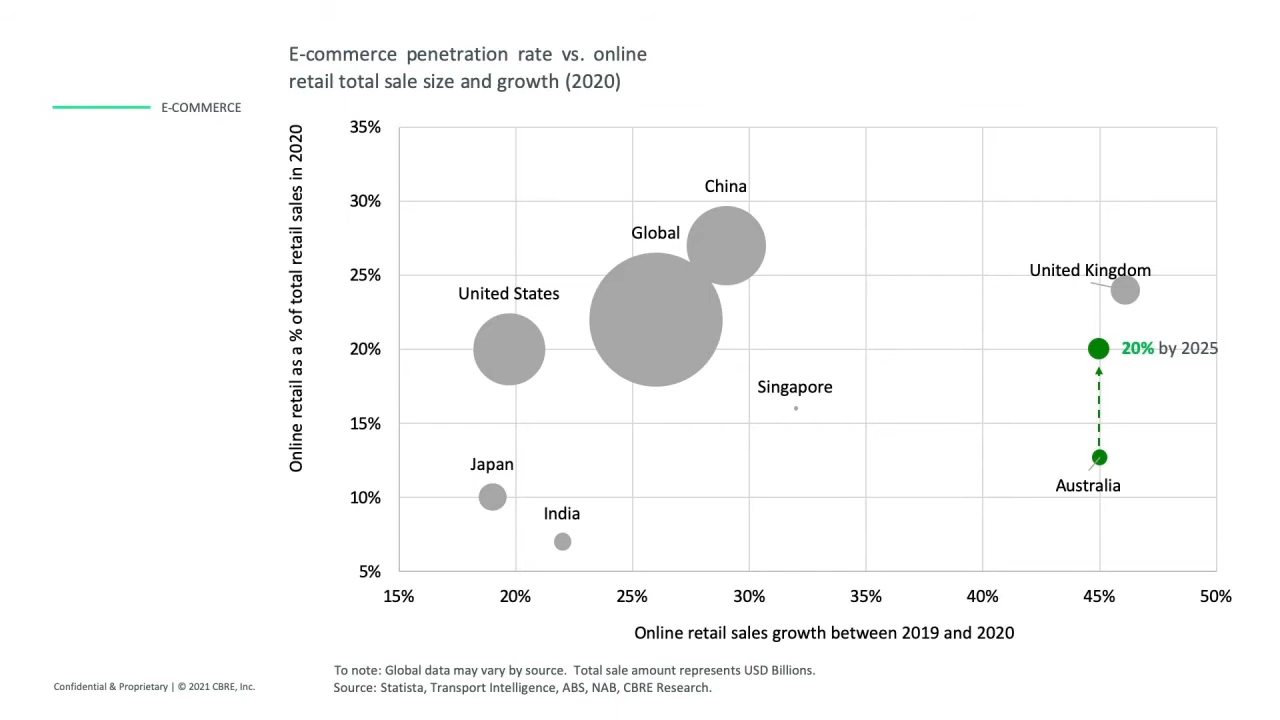 E-commerce penetration rate vs. online
retail total sale size and growth (2020)
E-COMMERCE
Online retail as a % of total retail sales in 2020
35%
30%
25%
20%
15%
10%
5%
China
Global
United Kingdom
United States
20% by 2025
Singapore
Japan
Australia
India
15%
20%
25%
30%
35%
40%
45%
50%
Online retail sales growth between 2019 and 2020
To note: Global data may vary by source. Total sale amount represents USD Billions.
Source: Statista, Transport Intelligence, ABS, NAB, CBRE Research.
Confidential & Proprietary | © 2021 CBRE, Inc.